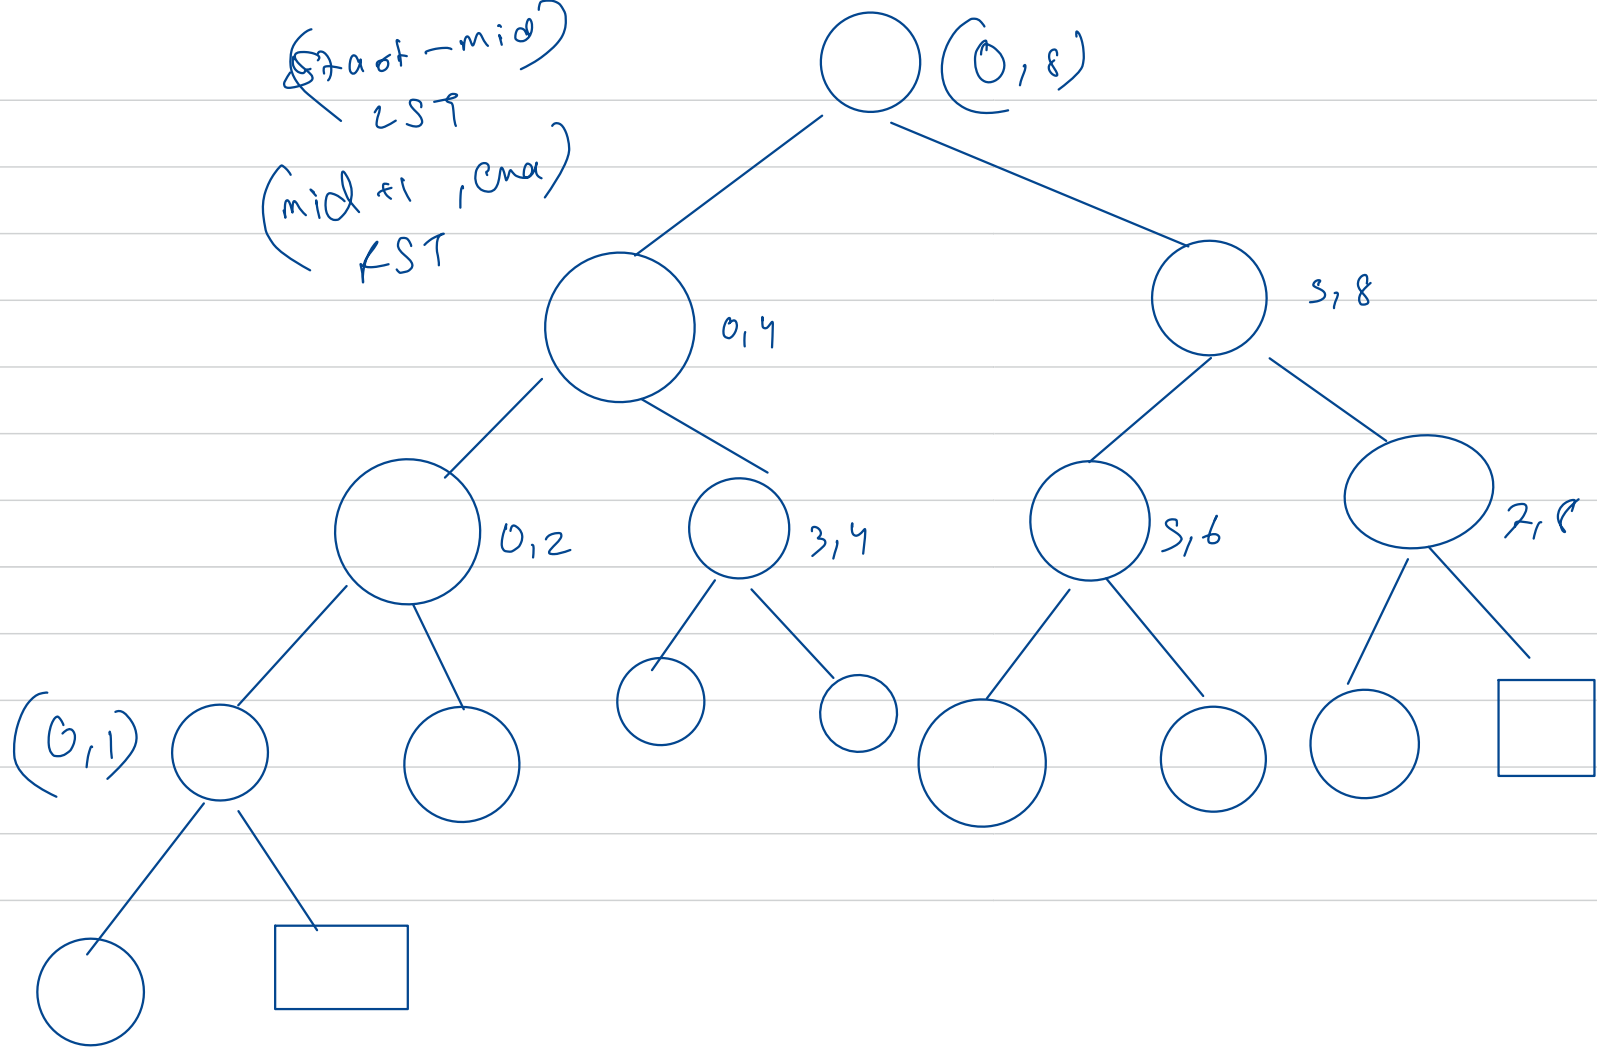 (start - mid)
LST
(mid +1, end)
RST
(0, 8)
0, 4
5, 8
0, 2
3, 4
5, 6
7, 8
(0, 1)